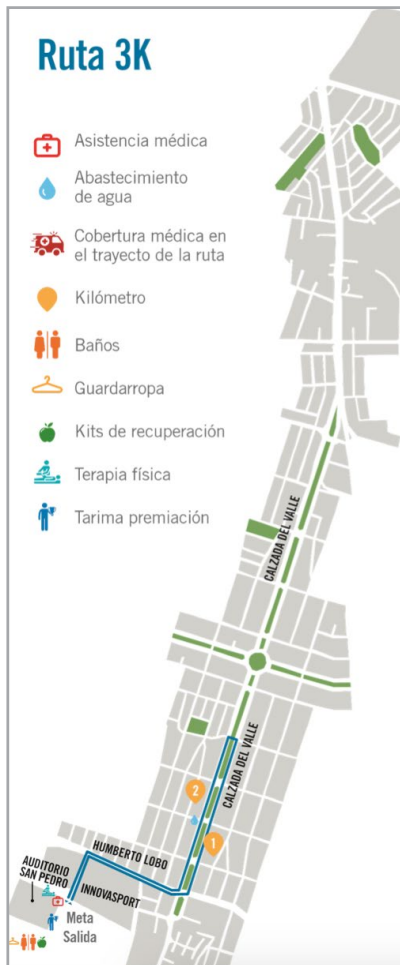 Ruta 3K
Asistencia médica
Abastecimiento
de agua
Cobertura médica en
el trayecto de la ruta
Kilómetro
Baños
Guardarropa
Kits de recuperación
Terapia física
Tarima premiación
CALZADA DEL VALLE
CALZADA DEL VALLE
2
1
HUMBERTO LOBO
AUDITORIO
SAN PEDRO
INNOVASPORT
Meta
Salida